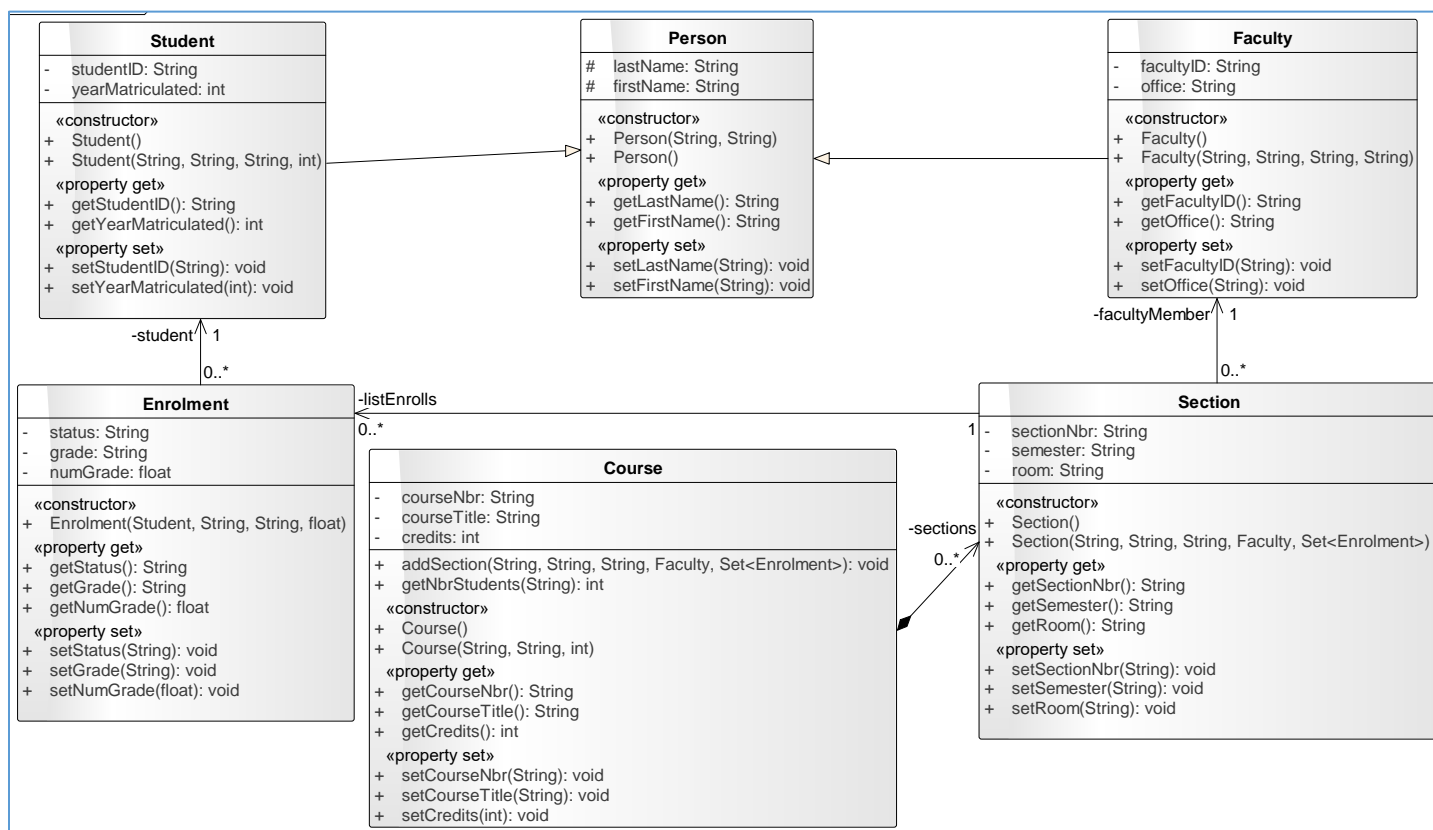 Student
- studentID: String
- yearMatriculated: int
«constructor»
+ Student()
+ Student(String, String, String, int)
«property get»
+ getStudentID(): String
+ getYearMatriculated(): int
«property set»
+ setStudentID(String): void
+ setYearMatriculated(int): void
Person
# lastName: String
# firstName: String
«constructor»
+ Person(String, String)
+ Person()
«property get»
+ getLastName(): String
+ getFirstName(): String
«property set»
+ setLastName(String): void
+ setFirstName(String): void
Faculty
- facultyID: String
- office: String
«constructor»
+ Faculty()
+ Faculty(String, String, String, String)
«property get»
+ getFacultyID(): String
+ getOffice(): String
«property set»
+ setFacultyID(String): void
+ setOffice(String): void
-student 1
0..*
-facultyMember 1
0..*
Enrolment
- status: String
- grade: String
- numGrade: float
«constructor»
+ Enrolment(Student, String, String, float)
«property get»
+ getStatus(): String
+ getGrade(): String
+ getNumGrade(): float
«property set»
+ setStatus(String): void
+ setGrade(String): void
+ setNumGrade(float): void
-listEnrolls
0..*
1
Course
- courseNbr: String
- courseTitle: String
- credits: int
+ addSection(String, String, String, Faculty, Set<Enrolment>): void
+ getNbrStudents(String): int
«constructor»
+ Course()
+ Course(String, String, int)
«property get»
+ getCourseNbr(): String
+ getCourseTitle(): String
+ getCredits(): int
«property set»
+ setCourseNbr(String): void
+ setCourseTitle(String): void
+ setCredits(int): void
-sections
0..*
Section
- sectionNbr: String
- semester: String
- room: String
«constructor»
+ Section()
+ Section(String, String, String, Faculty, Set<Enrolment>)
«property get»
+ getSectionNbr(): String
+ getSemester(): String
+ getRoom(): String
«property set»
+ setSectionNbr(String): void
+ setSemester(String): void
+ setRoom(String): void